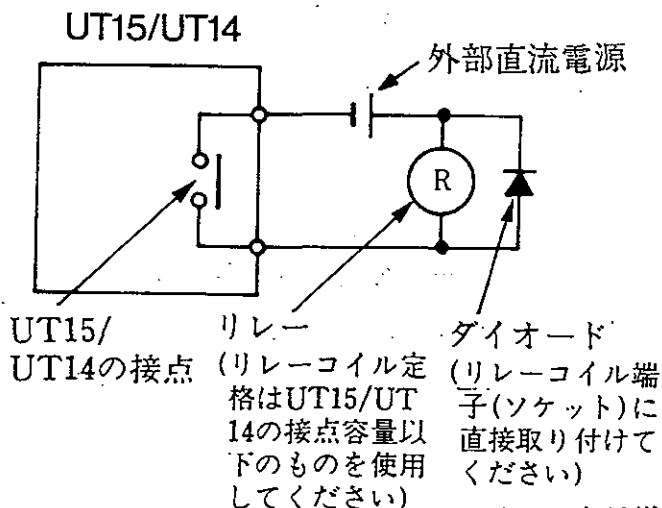 UT15/UT14
外部直流電源
R
UT15/
UT14の接点
リレー
(リレーコイル定
格はUT15/UT
14の接点容量以
下のものを使用
してください)
ダイオード
(リレーコイル端
子(ソケット)に
直接取り付けて
ください)